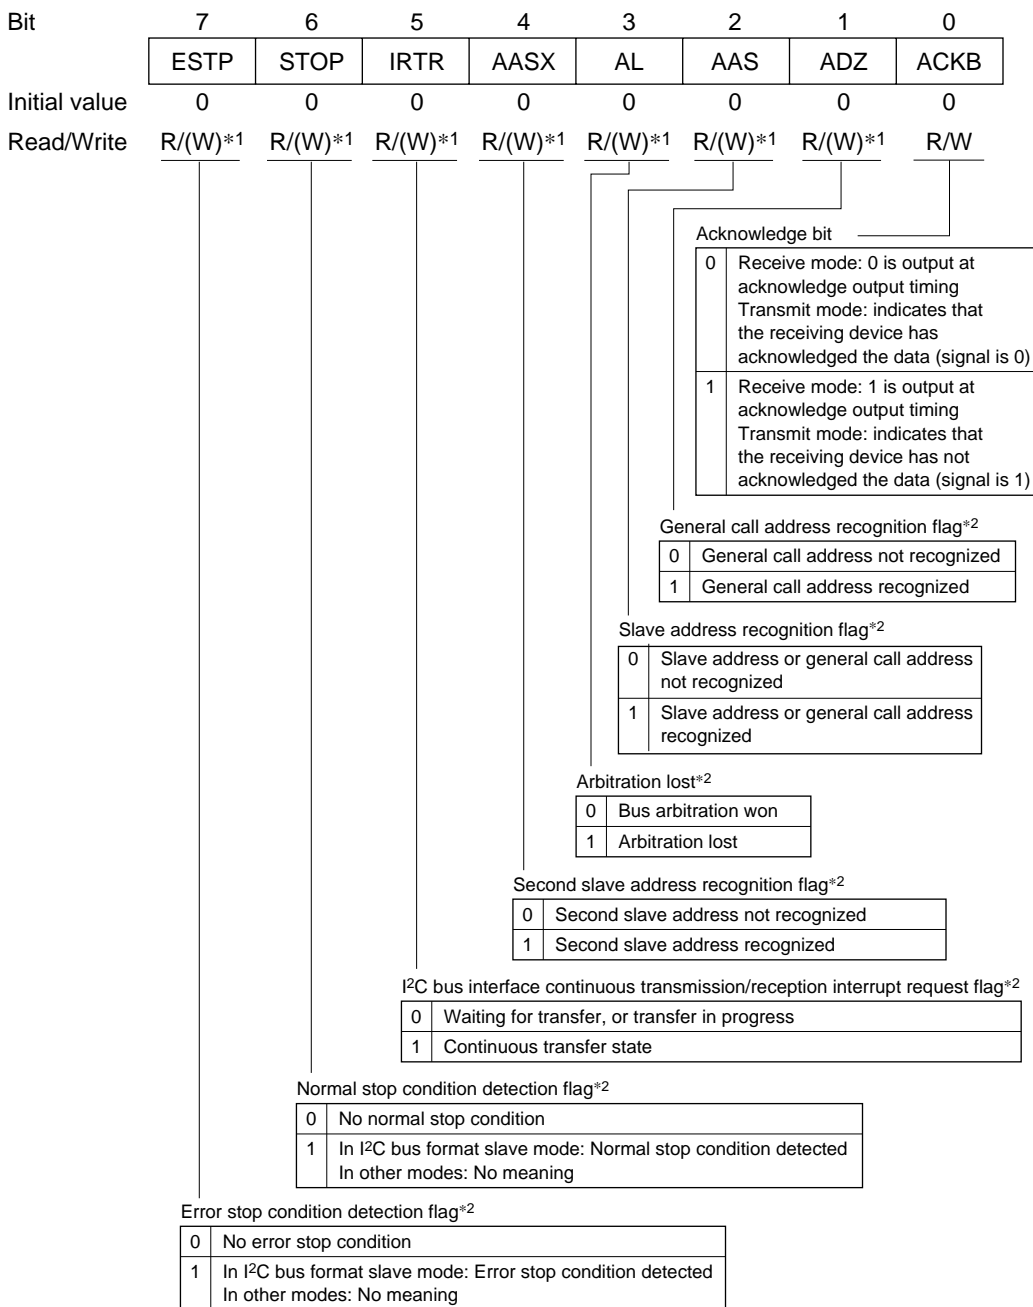 Bit 7 6 5 4 3 2 1 0
ESTP STOP IRTR AASX AL AAS ADZ ACKB
Initial value 0 0 0 0 0 0 0 0
Read/Write R/(W)*1 R/(W)*1 R/(W)*1 R/(W)*1 R/(W)*1 R/(W)*1 R/(W)*1 R/W
Acknowledge bit
0 Receive mode: 0 is output at
acknowledge output timing
Transmit mode: indicates that
the receiving device has
acknowledged the data (signal is 0)
1 Receive mode: 1 is output at
acknowledge output timing
Transmit mode: indicates that
the receiving device has not
acknowledged the data (signal is 1)
General call address recognition flag*2
0 General call address not recognized
1 General call address recognized
Slave address recognition flag*2
0 Slave address or general call address
not recognized
1 Slave address or general call address
recognized
Arbitration lost*2
0 Bus arbitration won
1 Arbitration lost
Second slave address recognition flag*2
0 Second slave address not recognized
1 Second slave address recognized
I2C bus interface continuous transmission/reception interrupt request flag*2
0 Waiting for transfer, or transfer in progress
1 Continuous transfer state
Normal stop condition detection flag*2
0 No normal stop condition
1 In I2C bus format slave mode: Normal stop condition detected
In other modes: No meaning
Error stop condition detection flag*2
0 No error stop condition
1 In I2C bus format slave mode: Error stop condition detected
In other modes: No meaning